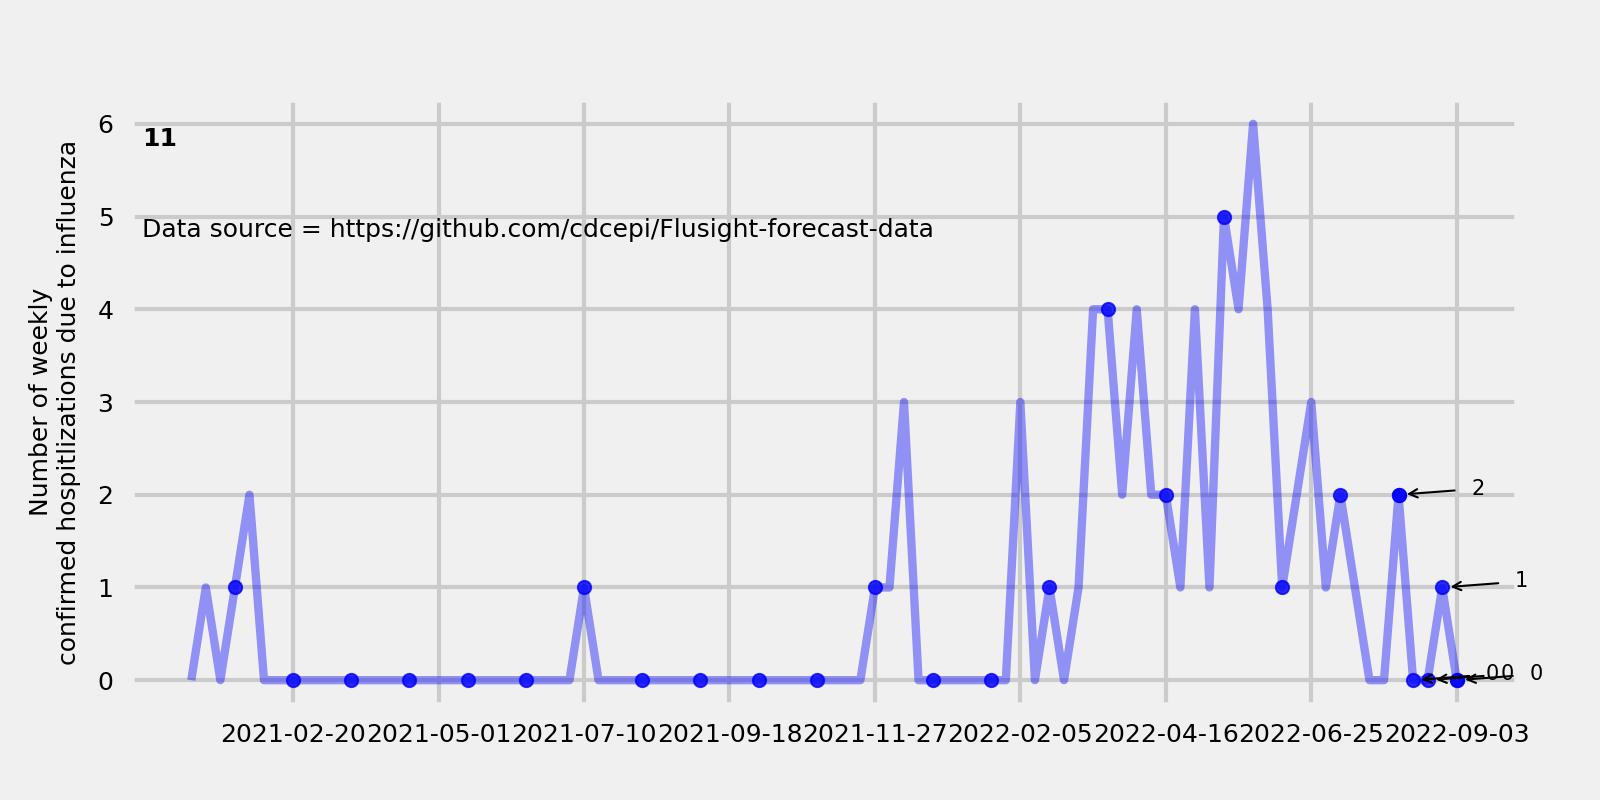 6
11
5
Data source = https://github.com/cdcepi/Flusight-forecast-data
4
3
2
2
1
1
0
00 0
Number of weekly
confirmed hospitlizations due to influenza
2021-02-20 2021-05-01 2021-07-10 2021-09-18 2021-11-27 2022-02-05 2022-04-16 2022-06-25 2022-09-03